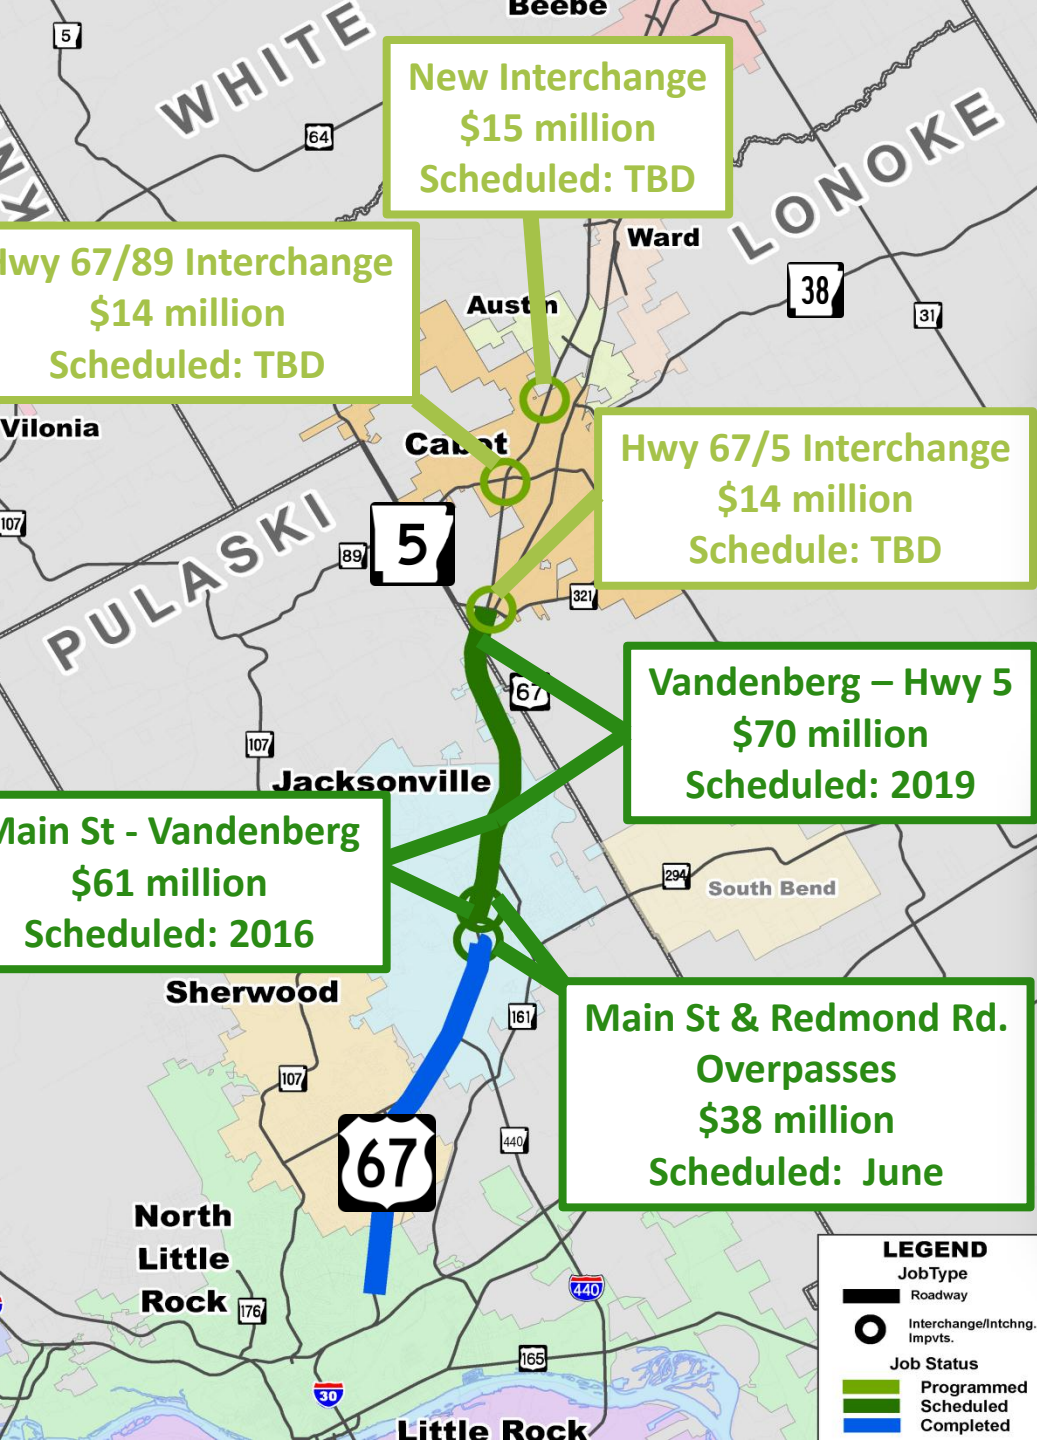 Beebe
5
WHITE
New Interchange
$15 million
Scheduled: TBD
64
LONOKE
Ward
Hwy 67/89 Interchange
$14 million
Scheduled: TBD
38
31
Austin
Vilonia
Cabot
Hwy 67/5 Interchange
$14 million
Schedule: TBD
107
PULASKI
5
89
321
67
Vandenberg – Hwy 5
$70 million
Scheduled: 2019
107
Jacksonville
Main St - Vandenberg
$61 million
Scheduled: 2016
294
South Bend
Sherwood
161
Main St & Redmond Rd.
Overpasses
$38 million
Scheduled: June
107
440
67
North
Little
Rock
176
440
165
30
Little Rock
LEGEND
JobType
Roadway
Interchange/Intchng.
Impvts.
Job Status
Programmed
Scheduled
Completed